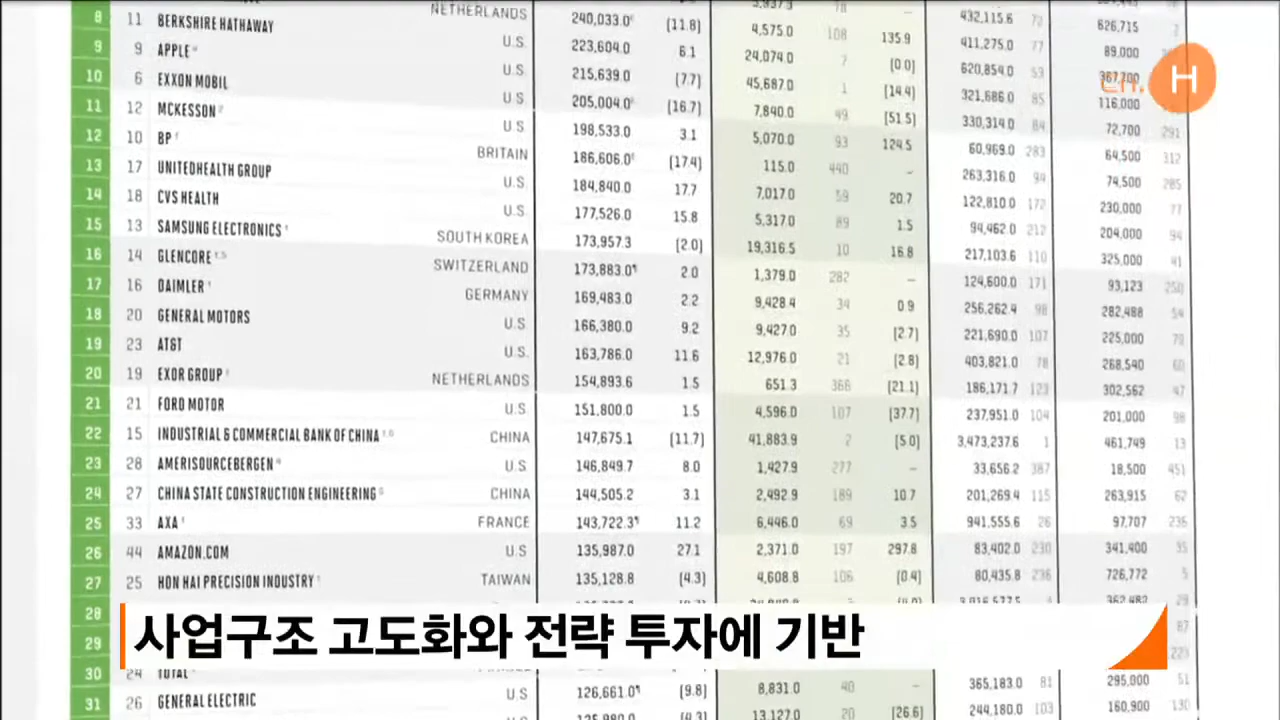 432,115.6 72 626,715 2
NETHERLANDS 240,033.0 [11.8] 4,575.0 108 135.9 411,275.0 77 89,000
8 11 BERKSHIRE HATHAWAY U.S. 223,604.0 6.1 24,074.0 7 [0.0] 620,854.0 53 367,700
9 9 APPLE U.S. 215,639.0 [7.7] 45,687.0 1 [14.4] 321,686.0 85 116,000
10 6 EXXON MOBIL U.S 205,004.0 [16.7] 7,840.0 49 [51.5] 330,314.0 84 72,700 291
11 12 MCKESSON U.S 198,533.0 3.1 5,070.0 93 124.5 60,969.0 283 64,500 312
12 10 BP BRITAIN 186,606.0 [17.4] 115.0 440 – 263,316.0 94 74,500 285
13 17 UNITEDHEALTH GROUP U.S. 184,840.0 17.7 7,017.0 59 20.7 122,810.0 172 230,000 77
14 18 CVS HEALTH U.S. 177,526.0 15.8 5,317.0 89 1.5 94,462.0 212 204,000 94
15 13 SAMSUNG ELECTRONICS SOUTH KOREA 173,957.3 [2.0] 19,316.5 10 16.8 217,103.6 110 325,000 41
16 14 GLENCORE SWITZERLAND 173,883.0 2.0 1,379.0 282 – 124,600.0 171 93,123 250
17 16 DAIMLER GERMANY 169,483.0 2.2 9,428.4 34 0.9 256,262.4 98 282,488 54
18 20 GENERAL MOTORS U.S. 166,380.0 9.2 9,427.0 35 [2.7] 221,690.0 107 225,000 79
19 23 AT&T U.S. 163,786.0 11.6 12,976.0 21 [2.8] 403,821.0 78 268,540 60
20 19 EXOR GROUP NETHERLANDS 154,893.6 1.5 651.3 366 [21.1] 186,171.7 123 302,562 47
21 21 FORD MOTOR U.S. 151,800.0 1.5 4,596.0 107 [37.7] 237,951.0 104 201,000 98
22 15 INDUSTRIAL & COMMERCIAL BANK OF CHINA CHINA 147,675.1 [11.7] 41,883.9 2 [5.0] 3,473,237.6 1 461,749 13
23 28 AMERISOURCEBERGEN U.S 146,849.7 8.0 1,427.9 277 – 33,656.2 387 18,500 451
24 27 CHINA STATE CONSTRUCTION ENGINEERING CHINA 144,505.2 3.1 2,492.9 189 10.7 201,269.4 115 263,915 62
25 33 AXA FRANCE 143,722.3 11.2 6,446.0 69 3.5 941,555.6 26 97,707 236
26 44 AMAZON.COM U.S 135,987.0 27.1 2,371.0 197 297.8 83,402.0 230 341,400 35
27 25 HON HAI PRECISION INDUSTRY TAIWAN 135,128.8 [4.3] 4,608.8 106 [0.4] 80,435.8 236 726,772 5
28
29
30 24 TOTAL 365,183.0 81 295,000 51
31 26 GENERAL ELECTRIC U.S 126,661.0 [9.8] 8,831.0 40 – 244,180.0 103 160,900 130
U.S. 13,127.0 20 [26.6]
ch. H
사업구조 고도화와 전략 투자에 기반